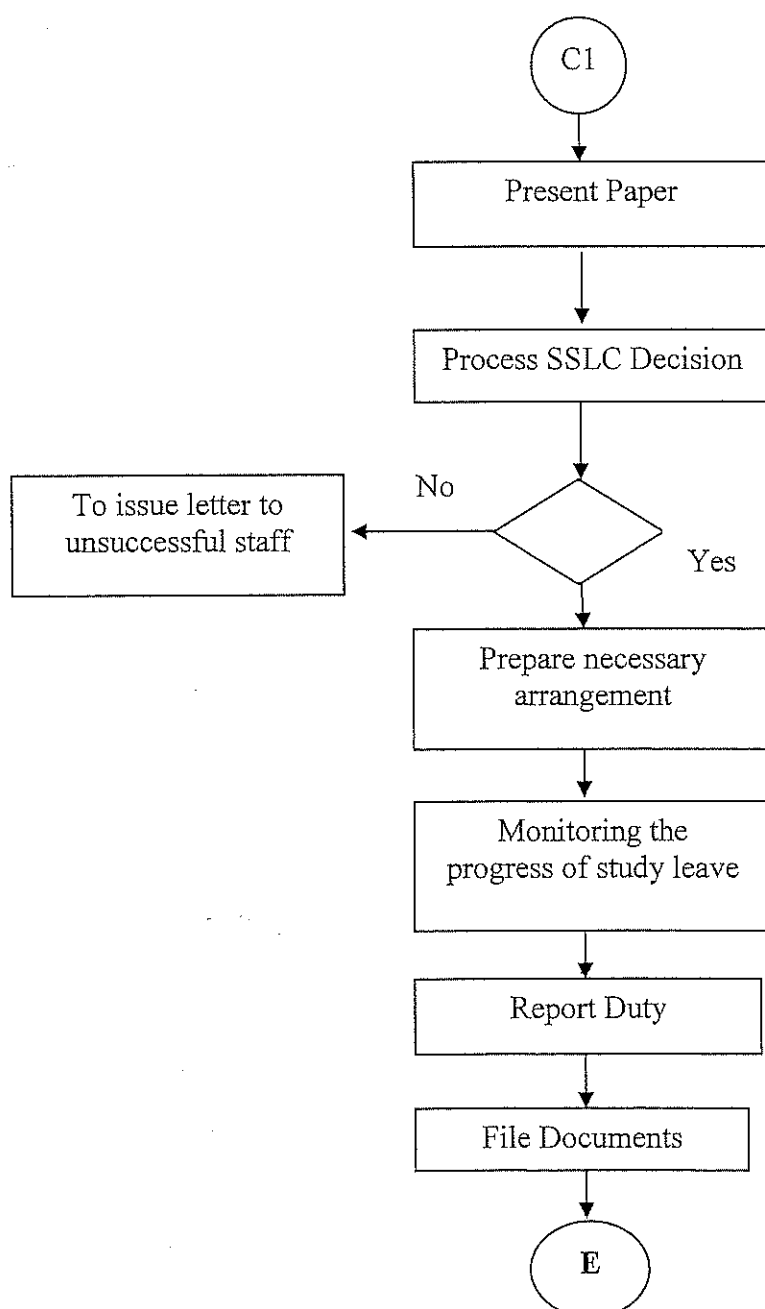 C1
Present Paper
Process SSLC Decision
No
To issue letter to
unsuccessful staff
Yes
Prepare necessary
arrangement
Monitoring the
progress of study leave
Report Duty
File Documents
E